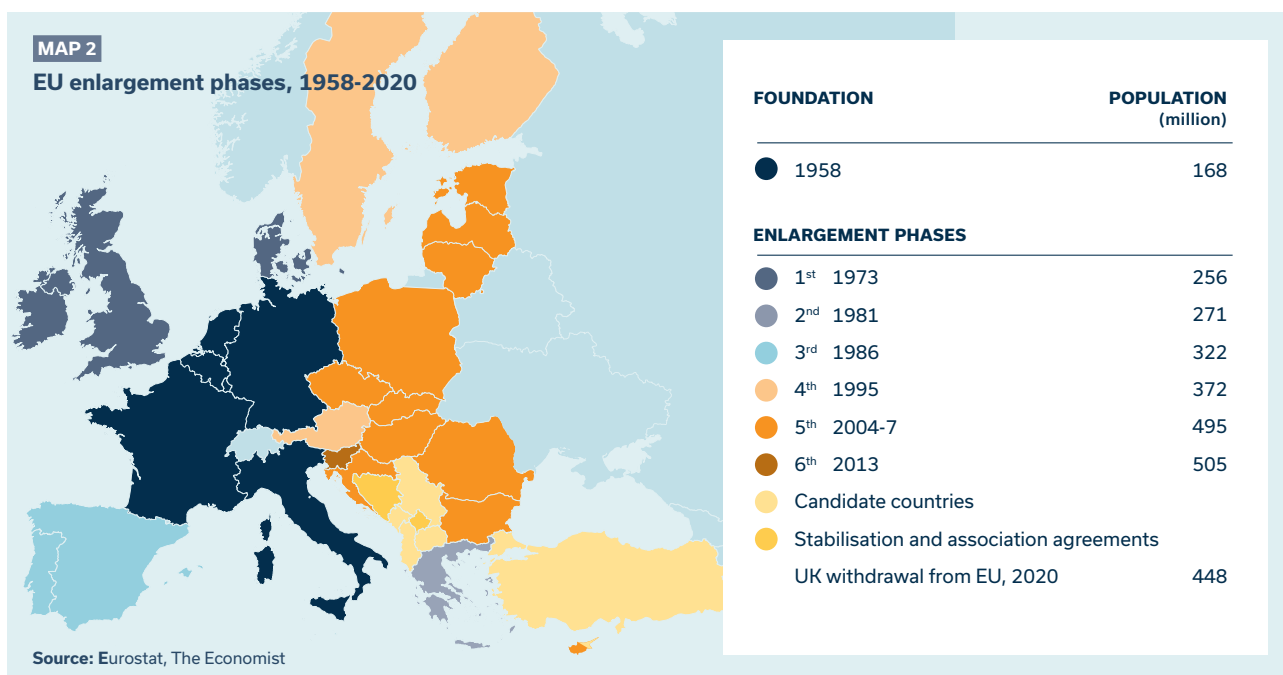 MAP 2
EU enlargement phases, 1958-2020
FOUNDATION POPULATION
(million)
1958 168
ENLARGEMENT PHASES
1st 1973 256
2nd 1981 271
3rd 1986 322
4th 1995 372
5th 2004-7 495
6th 2013 505
Candidate countries
Stabilisation and association agreements
UK withdrawal from EU, 2020 448
Source: Eurostat, The Economist